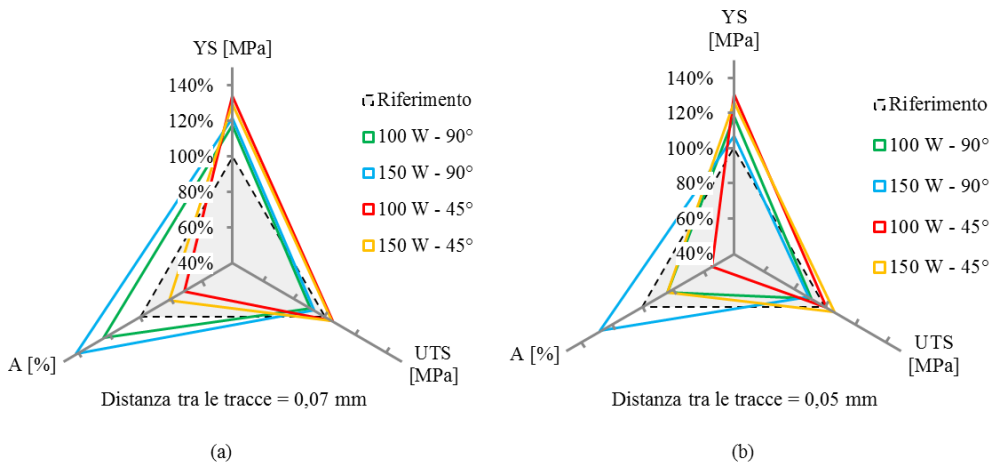 YS [MPa]
140%
120%
100%
80%
60%
40%
A [%]
UTS
[MPa]
Riferimento
100 W - 90°
150 W - 90°
100 W - 45°
150 W - 45°
Distanza tra le tracce = 0,07 mm
(a)
YS
[MPa]
140%
120%
100%
80%
60%
40%
A [%]
UTS
[MPa]
Riferimento
100 W - 90°
150 W - 90°
100 W - 45°
150 W - 45°
Distanza tra le tracce = 0,05 mm
(b)